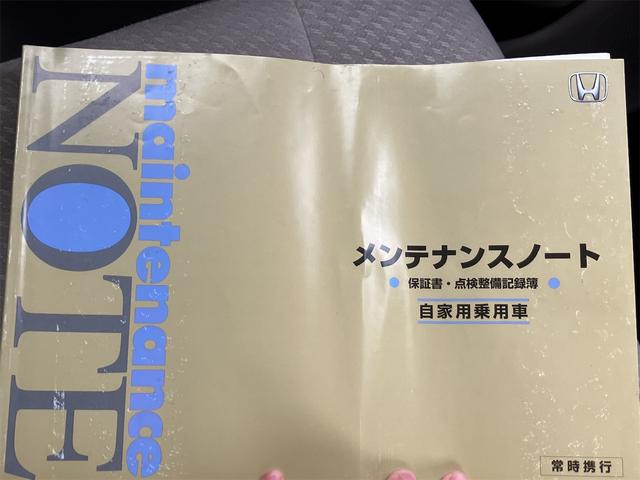 maintenance
NOTE
メンテナンスノート
保証書・点検整備記録簿
自家用乗用車
常時携行